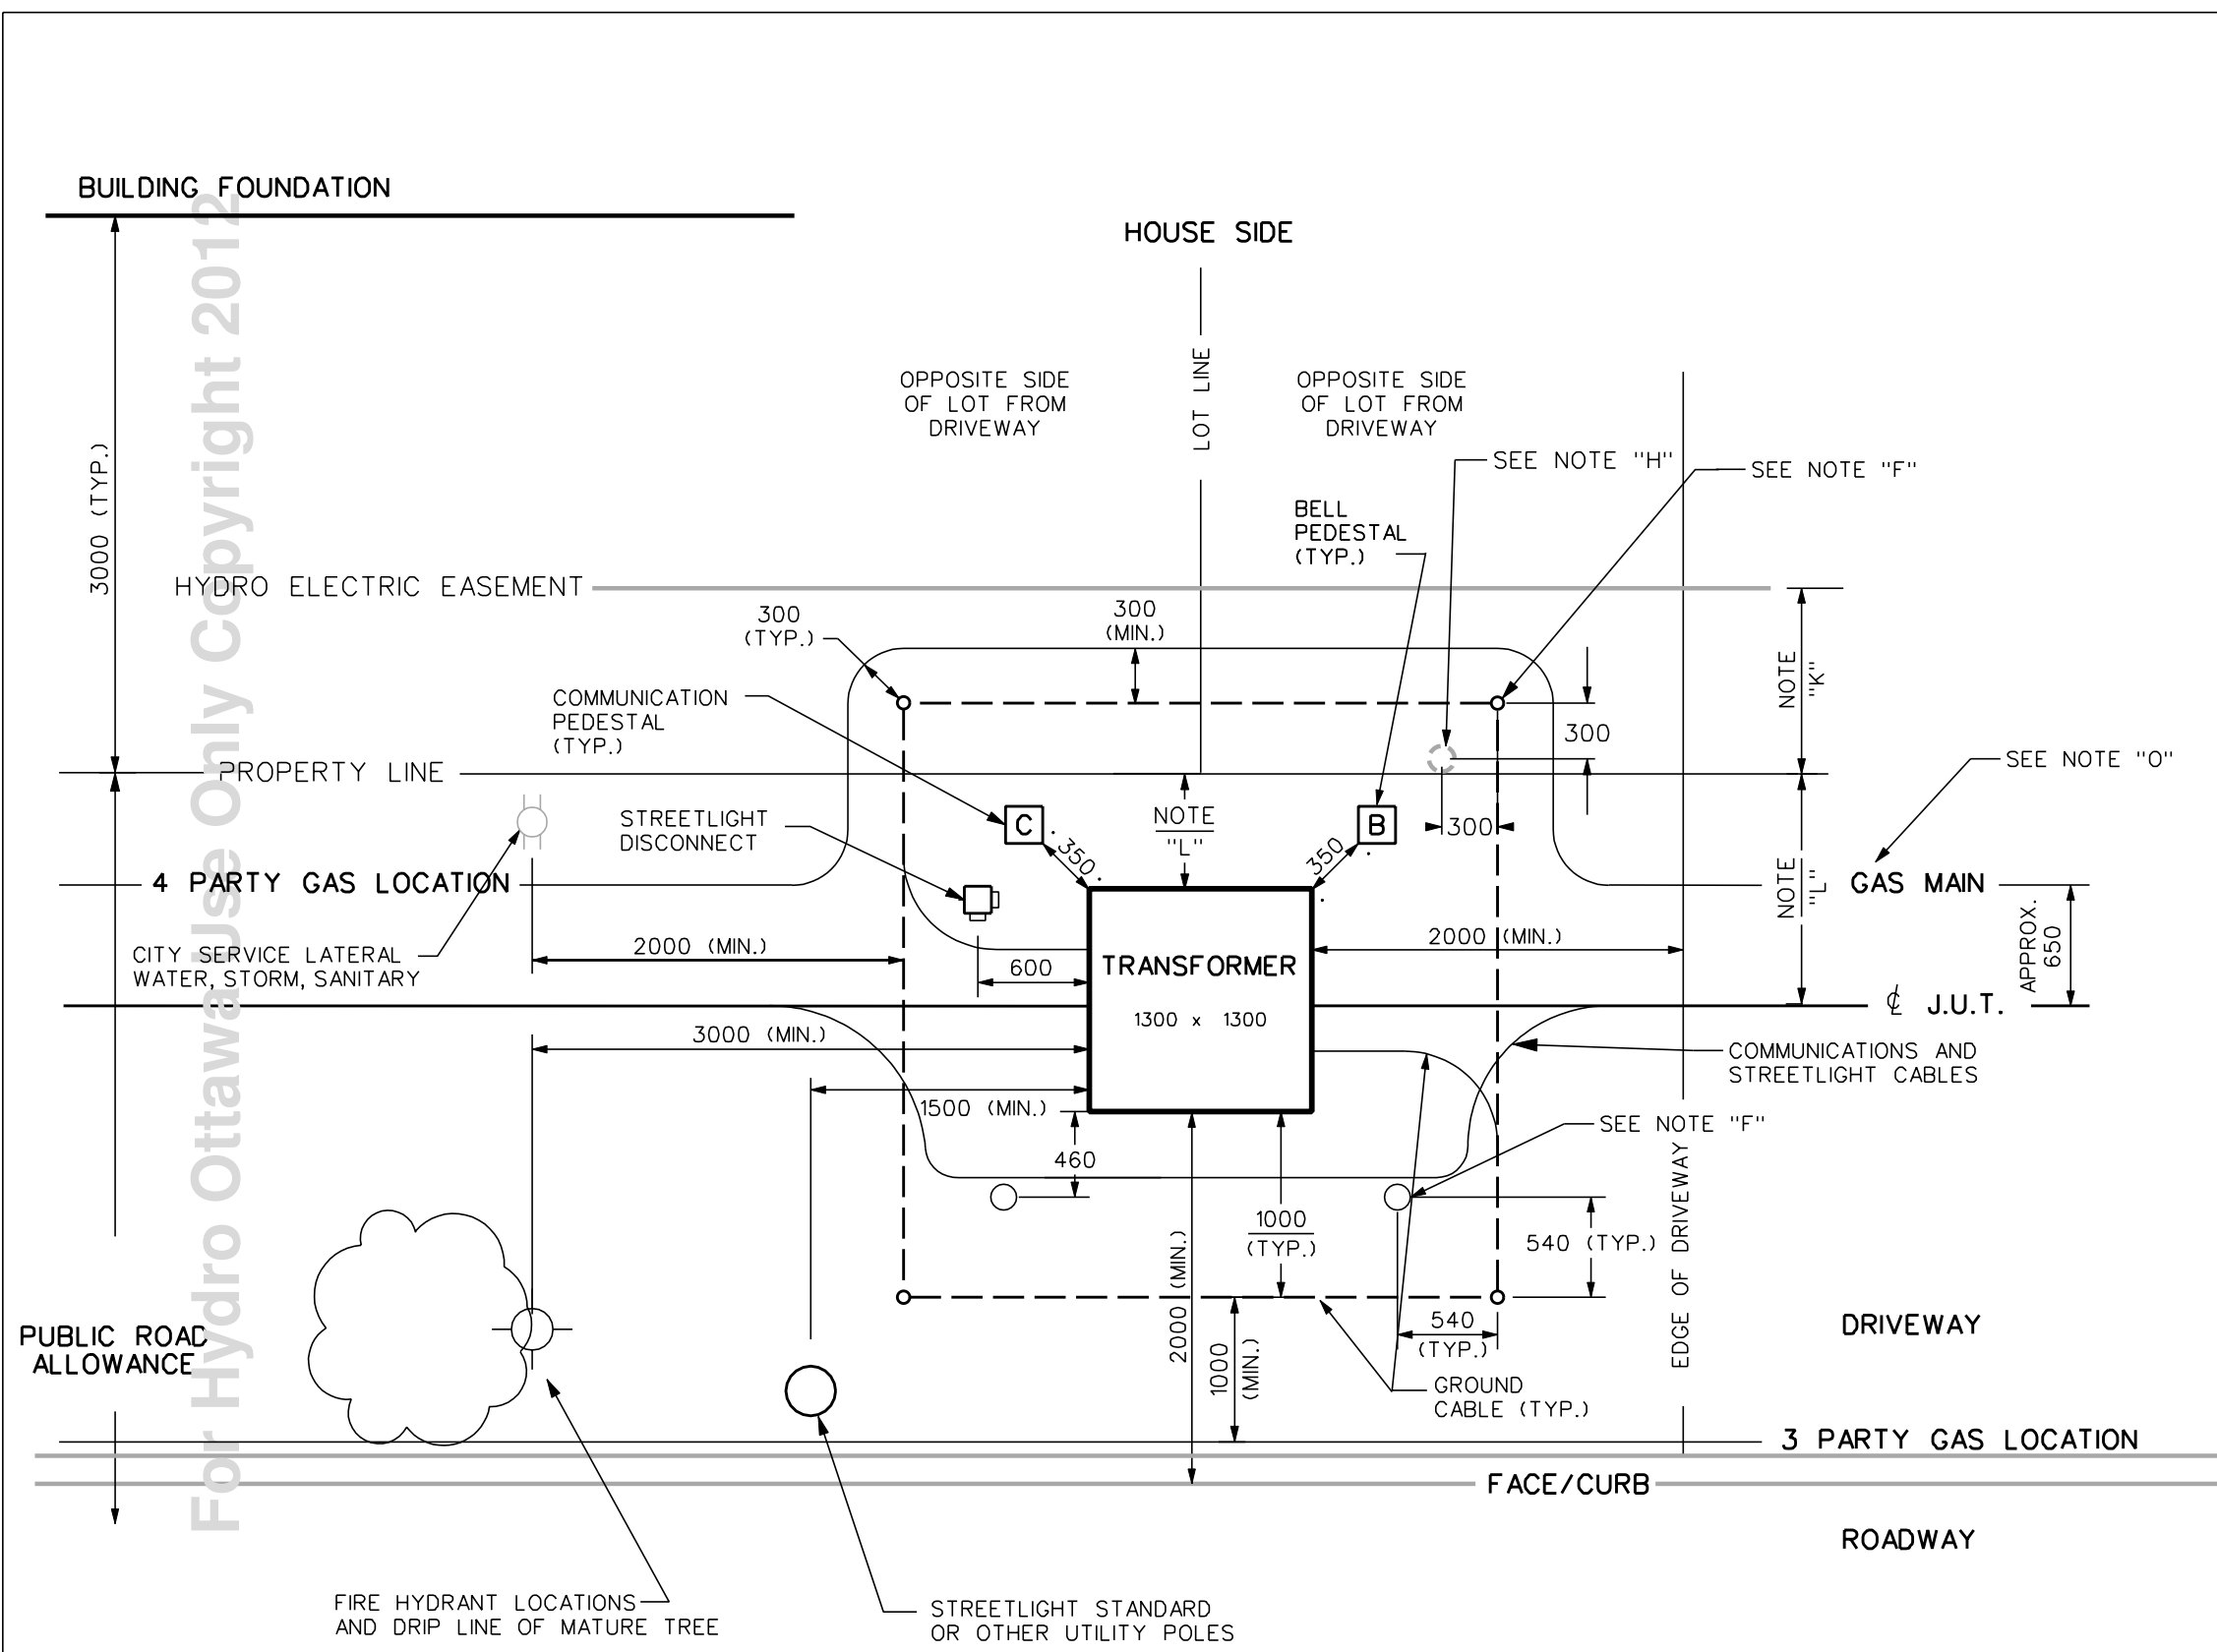 BUILDING FOUNDATION
HOUSE SIDE
LOT LINE
OPPOSITE SIDE
OF LOT FROM
DRIVEWAY
OPPOSITE SIDE
OF LOT FROM
DRIVEWAY
SEE NOTE "H"
SEE NOTE "F"
3000 (TYP.)
BELL
PEDESTAL
(TYP.)
HYDRO ELECTRIC EASEMENT
300
(TYP.)
300
(MIN.)
NOTE
"K"
COMMUNICATION
PEDESTAL
(TYP.)
300
SEE NOTE "O"
PROPERTY LINE
STREETLIGHT
DISCONNECT
C
350
NOTE
"L"
350
B
300
4 PARTY GAS LOCATION
NOTE
"L"
GAS MAIN
CITY SERVICE LATERAL
WATER, STORM, SANITARY
2000 (MIN.)
600
TRANSFORMER
1300 x 1300
2000 (MIN.)
APPROX.
650
℄ J.U.T.
3000 (MIN.)
COMMUNICATIONS AND
STREETLIGHT CABLES
1500 (MIN.)
460
SEE NOTE "F"
1000
(TYP.)
540 (TYP.)
2000 (MIN.)
1000
(MIN.)
540
(TYP.)
EDGE OF DRIVEWAY
DRIVEWAY
PUBLIC ROAD
ALLOWANCE
GROUND
CABLE (TYP.)
3 PARTY GAS LOCATION
FACE/CURB
ROADWAY
FIRE HYDRANT LOCATIONS
AND DRIP LINE OF MATURE TREE
STREETLIGHT STANDARD
OR OTHER UTILITY POLES
For Hydro Ottawa Use Only Copyright 2012